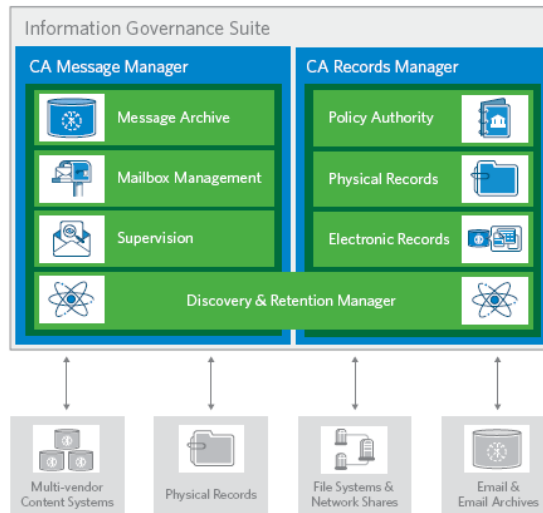 Information Governance Suite
CA Message Manager
Message Archive
Mailbox Management
Supervision
CA Records Manager
Policy Authority
Physical Records
Electronic Records
Discovery & Retention Manager
Multi-vendor
Content Systems
Physical Records
File Systems &
Network Shares
Email &
Email Archives